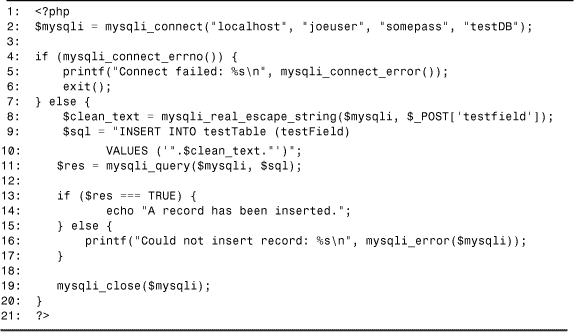 1: <?php
2: $mysqli = mysqli_connect("localhost", "joeuser", "somepass", "testDB");
3:
4: if (mysqli_connect_errno()) {
5:     printf("Connect failed: %s\n", mysqli_connect_error());
6:     exit();
7: } else {
8:     $clean_text = mysqli_real_escape_string($mysqli, $_POST['testfield']);
9:     $sql = "INSERT INTO testTable (testField)
10:           VALUES ('".$clean_text."')";
11:    $res = mysqli_query($mysqli, $sql);
12:
13:    if ($res === TRUE) {
14:           echo "A record has been inserted.";
15:    } else {
16:        printf("Could not insert record: %s\n", mysqli_error($mysqli));
17:    }
18:
19:    mysqli_close($mysqli);
20: }
21: ?>